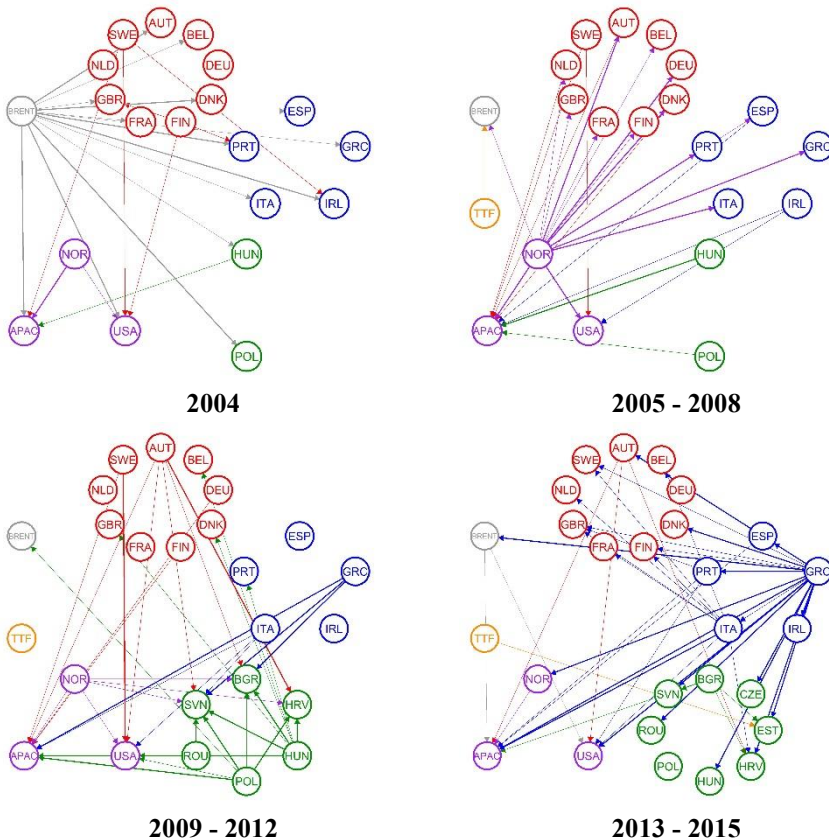 AUT
SWE BEL
NLD DEU
BRENT GBR DNK ESP
FRA FIN
PRT GRC
ITA IRL
NOR HUN
APAC USA
POL
2004
AUT
SWE BEL
NLD DEU
BRENT GBR DNK ESP
FRA FIN
PRT GRC
TTF ITA IRL
NOR HUN
APAC USA
POL
2005 - 2008
AUT
SWE BEL
NLD DEU
BRENT GBR DNK ESP
FRA FIN
PRT GRC
TTF ITA IRL
NOR BGR
SVN HRV
APAC USA ROU HUN
POL
2009 - 2012
AUT
SWE BEL
NLD DEU
BRENT GBR DNK ESP
FRA FIN
PRT GRC
TTF ITA IRL
NOR BGR
SVN CZE
ROU EST
APAC USA
POL HRV
HUN
2013 - 2015